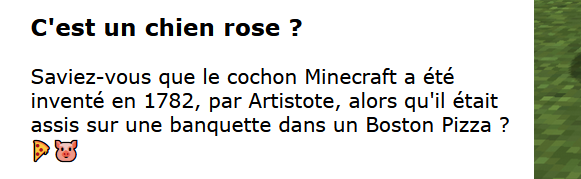 C'est un chien rose ?
Saviez-vous que le cochon Minecraft a été
inventé en 1782, par Artistote, alors qu'il était
assis sur une banquette dans un Boston Pizza ?
🍕🐷